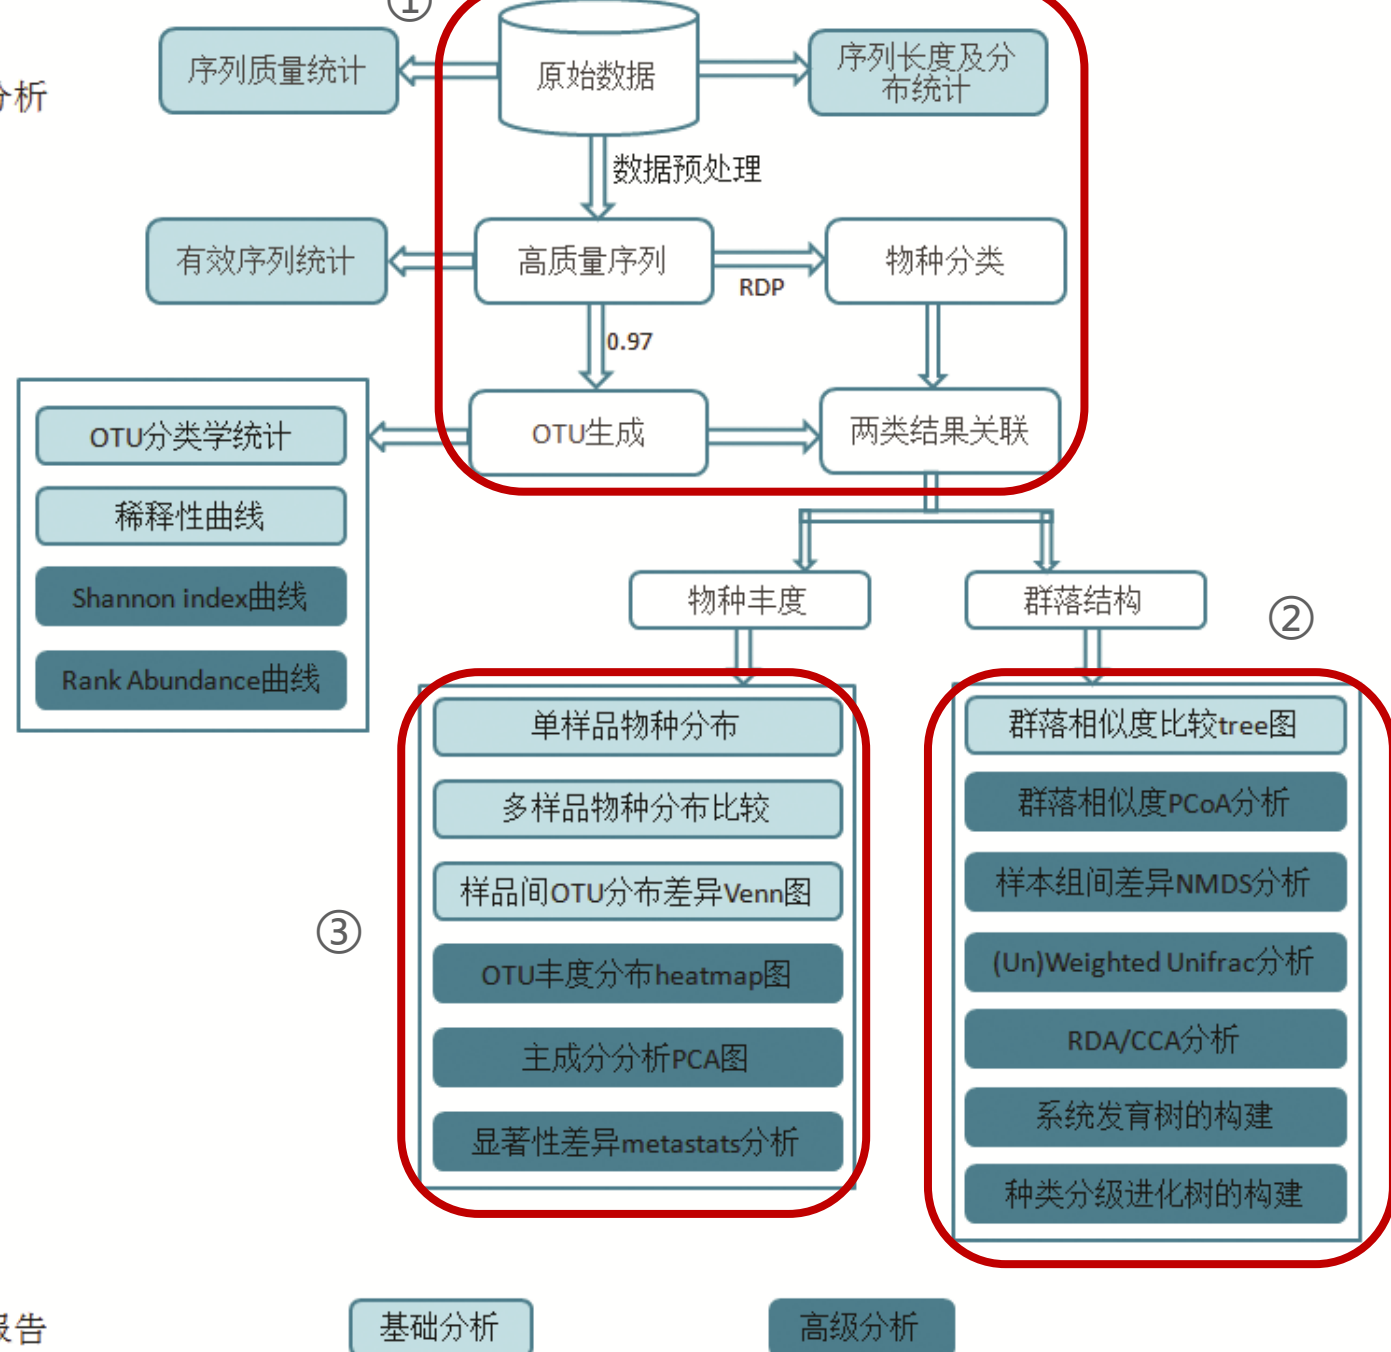 ①
序列质量统计
原始数据
序列长度及分
布统计
分析
数据预处理
有效序列统计
高质量序列
RDP
物种分类
0.97
OTU分类学统计
OTU生成
两类结果关联
稀释性曲线
Shannon index曲线
Rank Abundance曲线
物种丰度
群落结构
②
单样品物种分布
多样品物种分布比较
样品间OTU分布差异Venn图
③
OTU丰度分布heatmap图
主成分分析PCA图
显著性差异metastats分析
群落相似度比较tree图
群落相似度PCoA分析
样本组间差异NMDS分析
(Un)Weighted Unifrac分析
RDA/CCA分析
系统发育树的构建
种类分级进化树的构建
报告
基础分析
高级分析